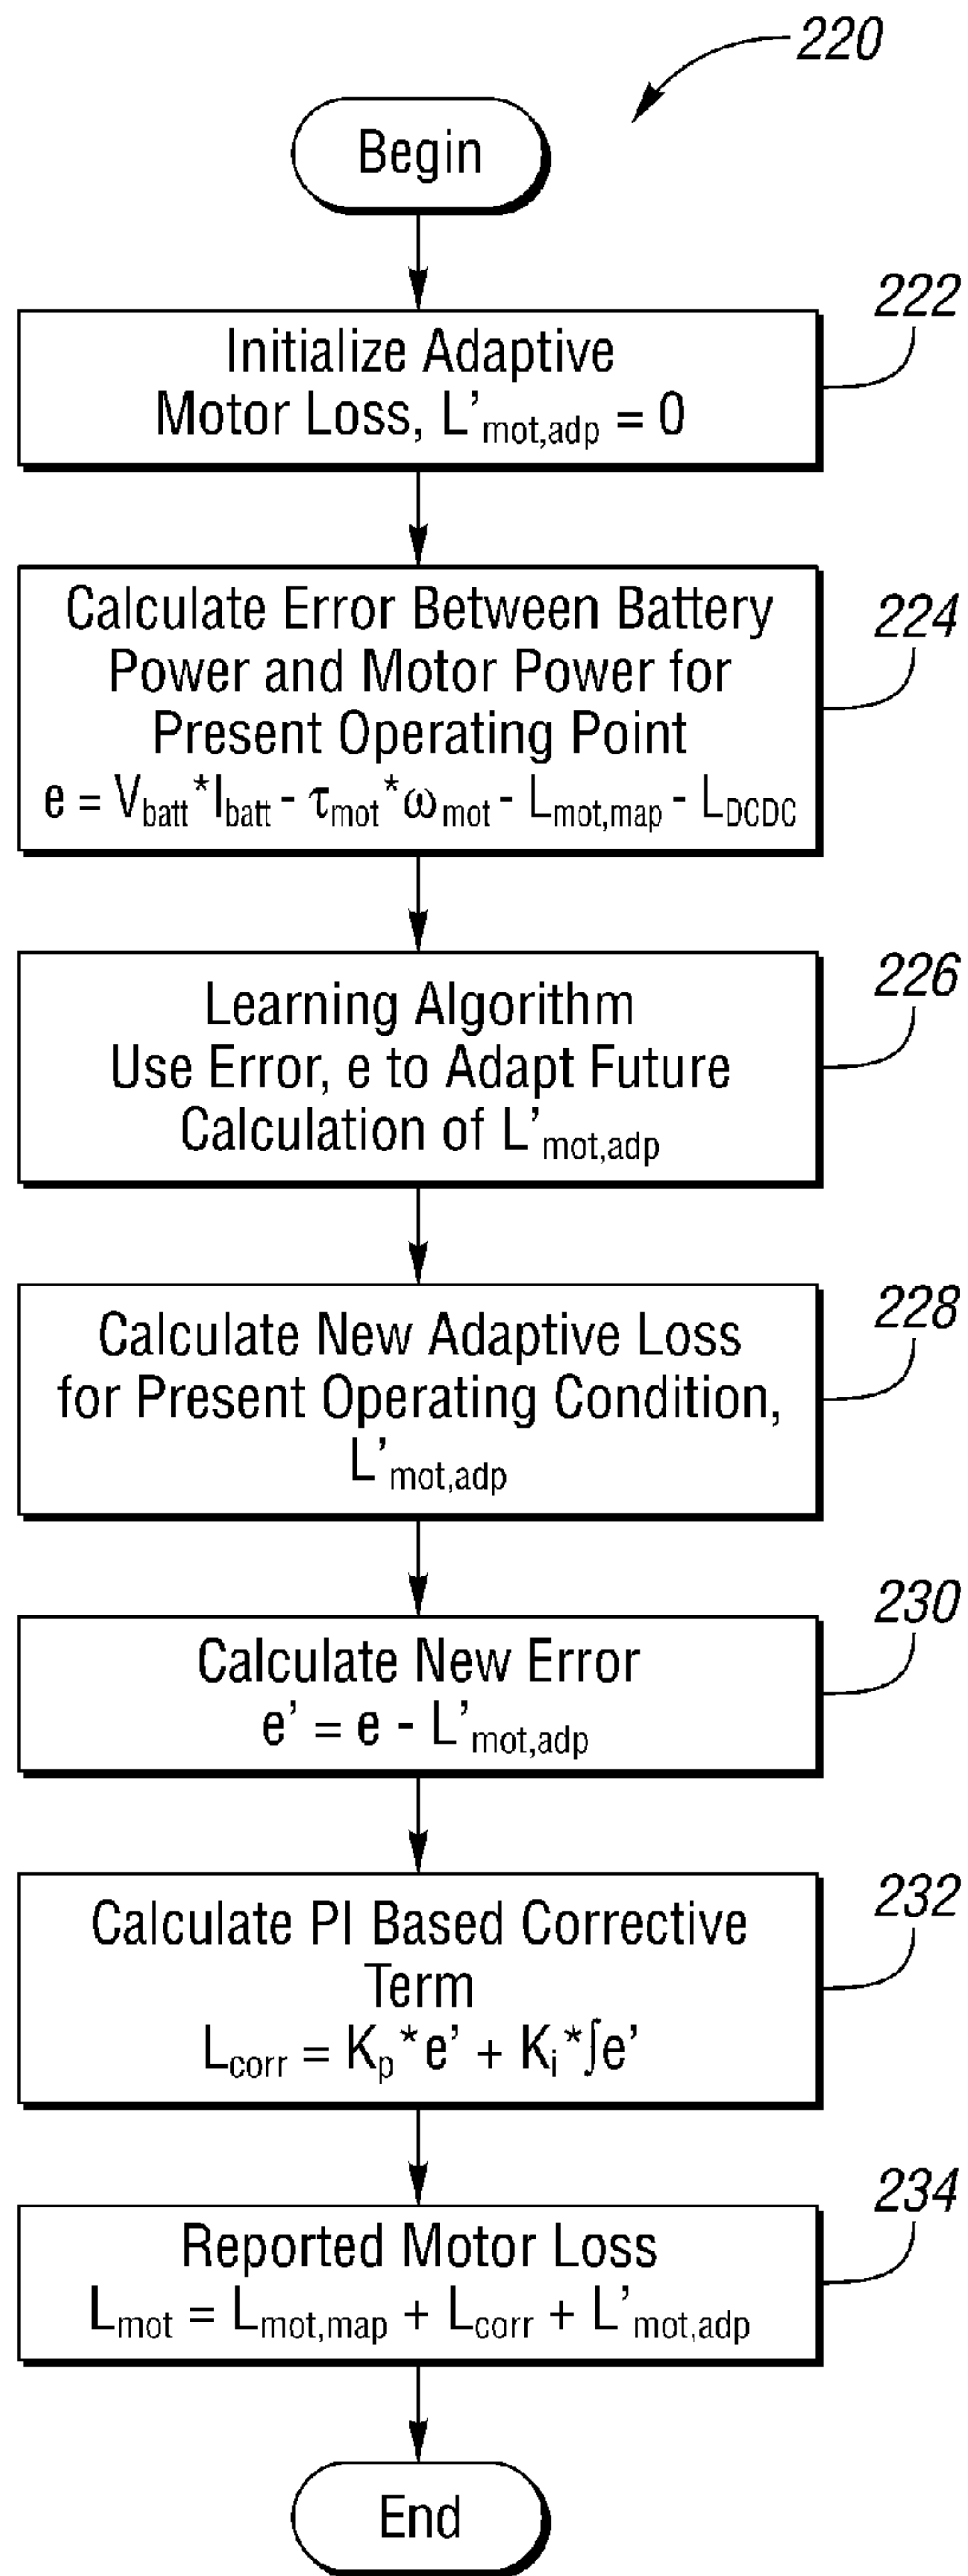 220
Begin
222
Initialize Adaptive
Motor Loss, L'mot,adp = 0
224
Calculate Error Between Battery
Power and Motor Power for
Present Operating Point
e = Vbatt*Ibatt - τmot*ωmot - Lmot,map - LDCDC
226
Learning Algorithm
Use Error, e to Adapt Future
Calculation of L'mot,adp
228
Calculate New Adaptive Loss
for Present Operating Condition,
L'mot,adp
230
Calculate New Error
e' = e - L'mot,adp
232
Calculate PI Based Corrective
Term
Lcorr = Kp*e' + Ki*∫e'
234
Reported Motor Loss
Lmot = Lmot,map + Lcorr + L'mot,adp
End